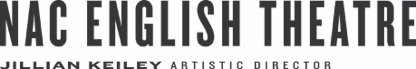 NAC ENGLISH THEATRE
JILLIAN KEILEY ARTISTIC DIRECTOR